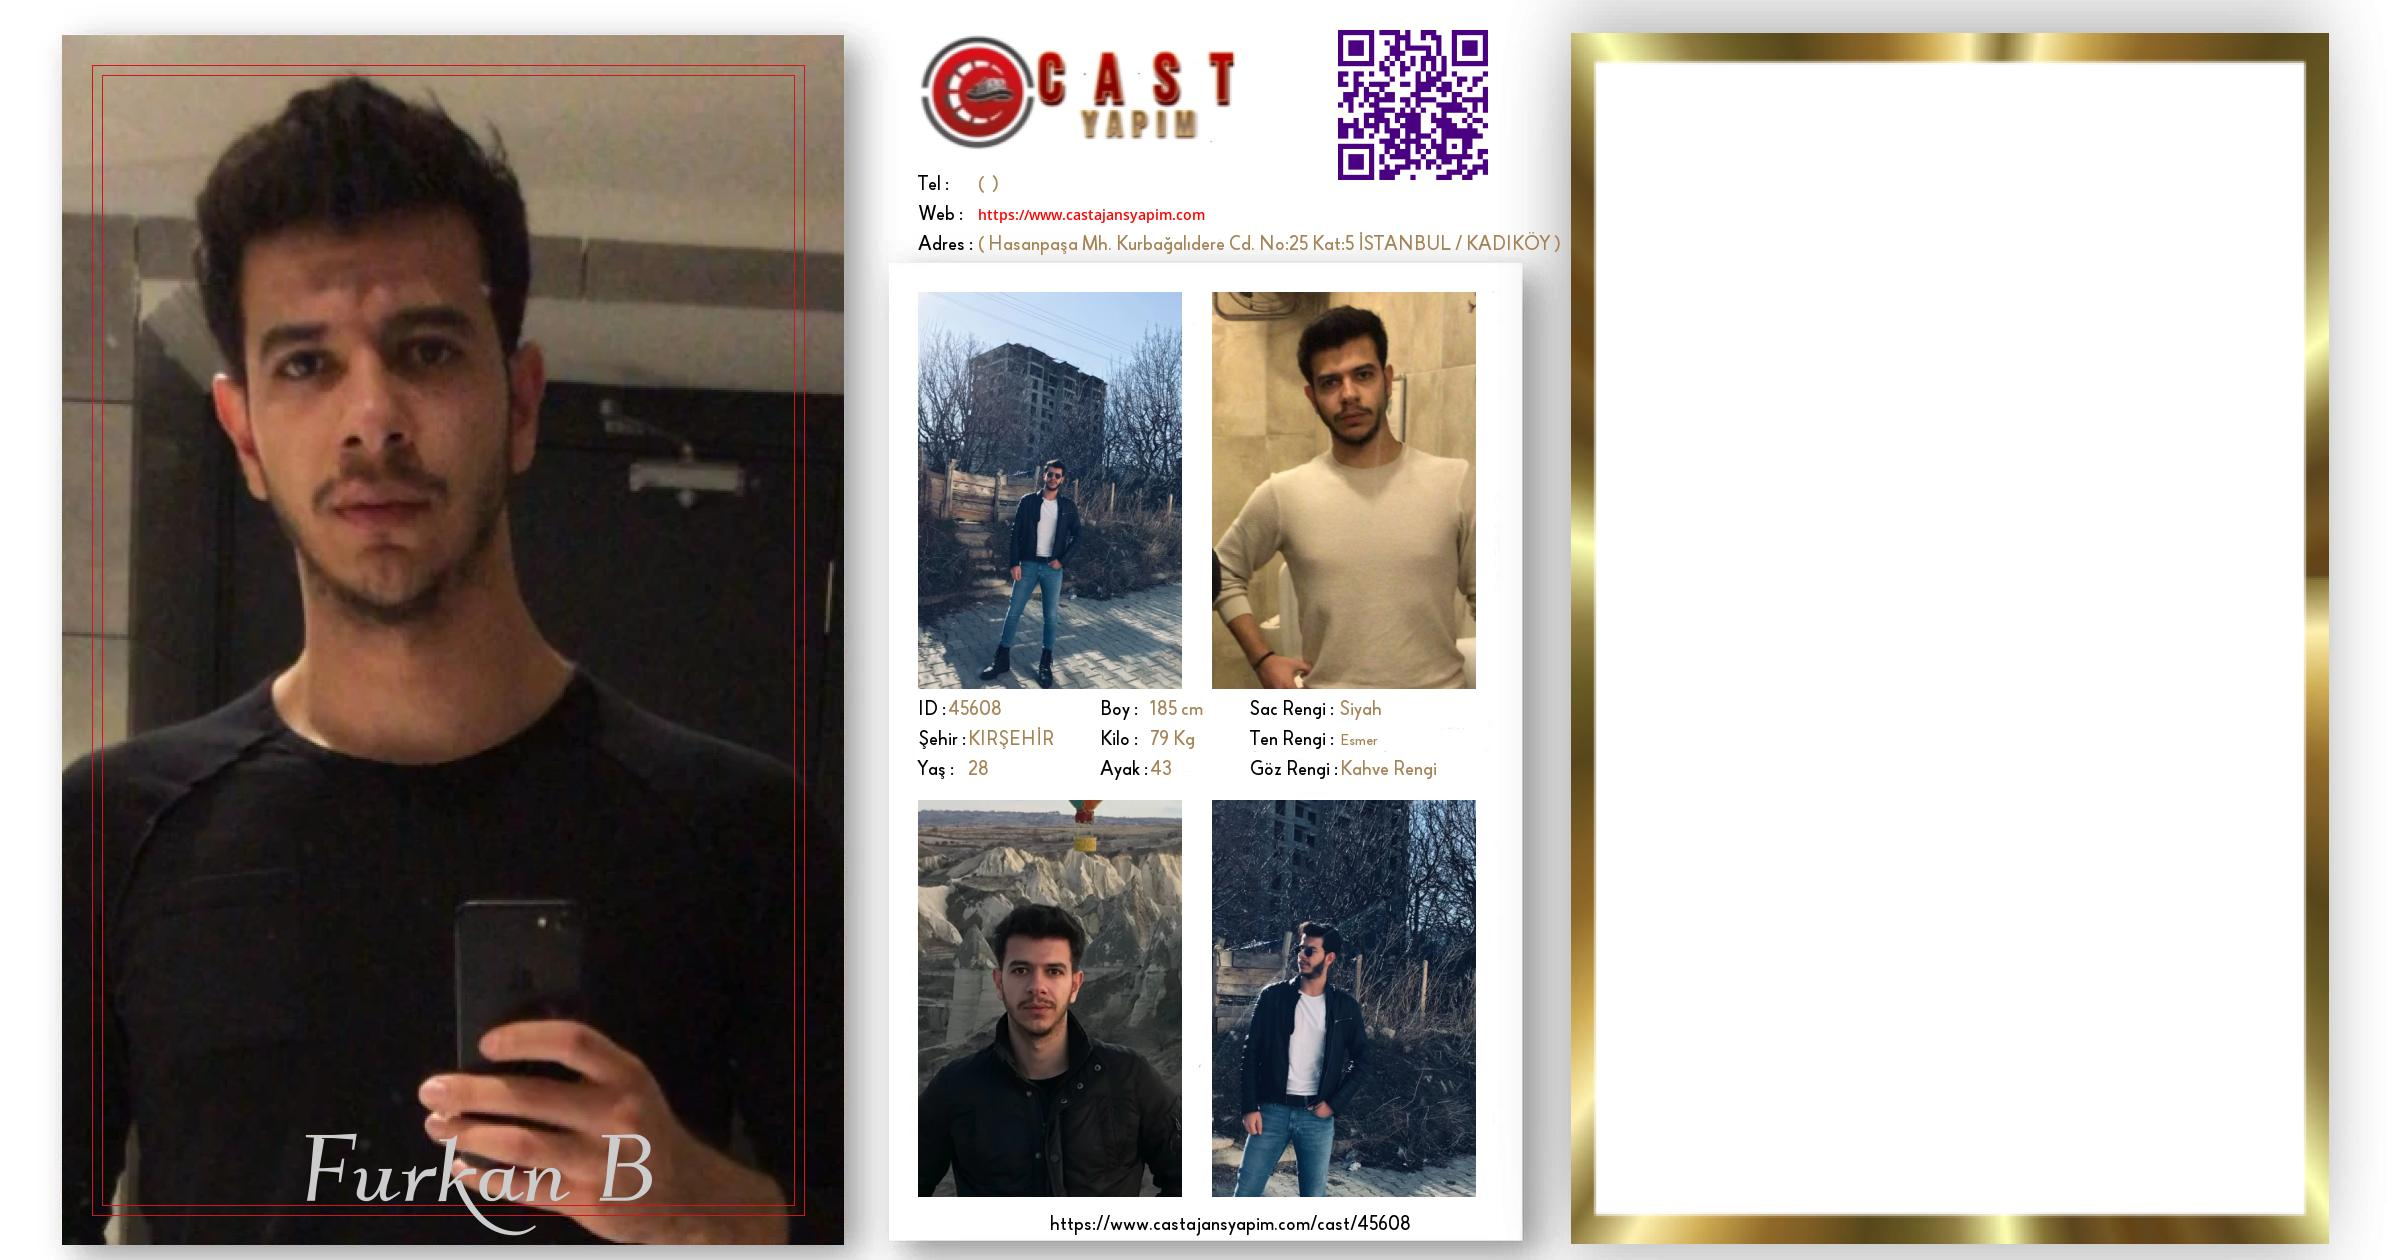 Furkan B
CAST
YAPIM
Tel : ( )
Web : https://www.castajansyapim.com
Adres : ( Hasanpaşa Mh. Kurbağalıdere Cd. No:25 Kat:5 İSTANBUL / KADIKÖY )
ID : 45608 Boy : 185 cm Sac Rengi : Siyah
Şehir : KIRŞEHİR Kilo : 79 Kg Ten Rengi : Esmer
Yaş : 28 Ayak : 43 Göz Rengi : Kahve Rengi
https://www.castajansyapim.com/cast/45608